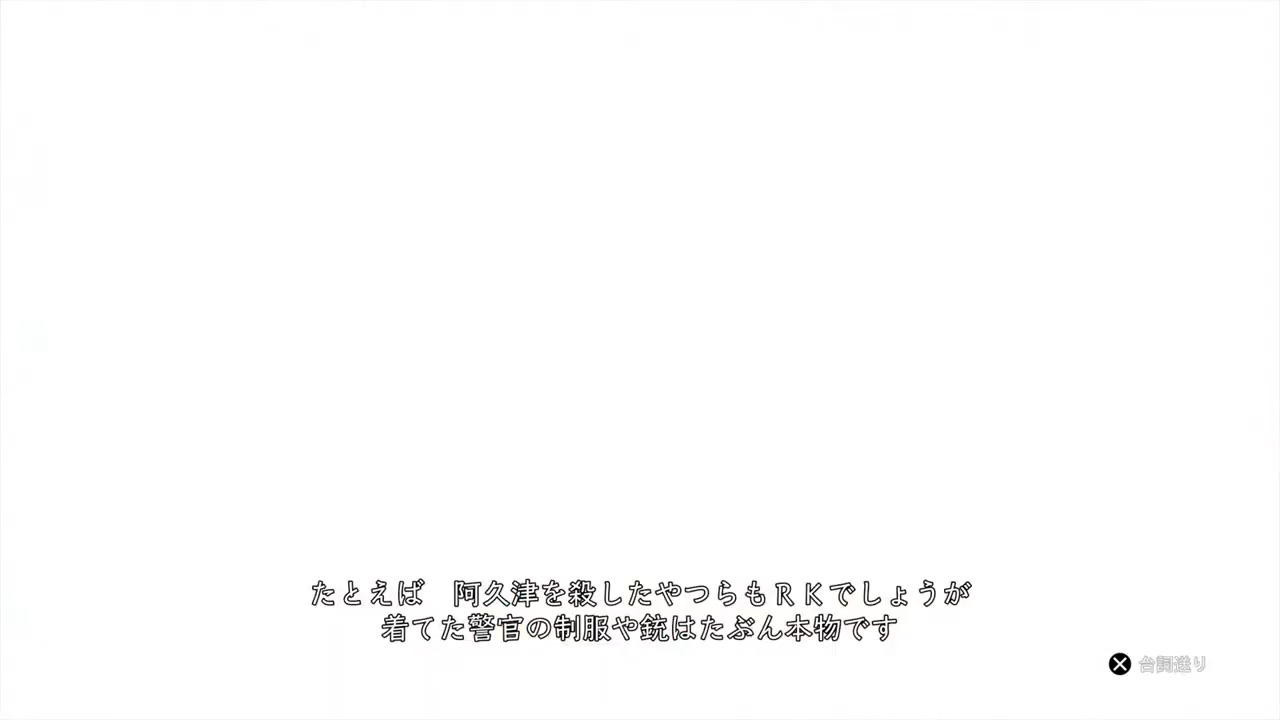 たとえば　阿久津を殺したやつらもＲＫでしょうが
着てた警官の制服や銃はたぶん本物です
台詞送り